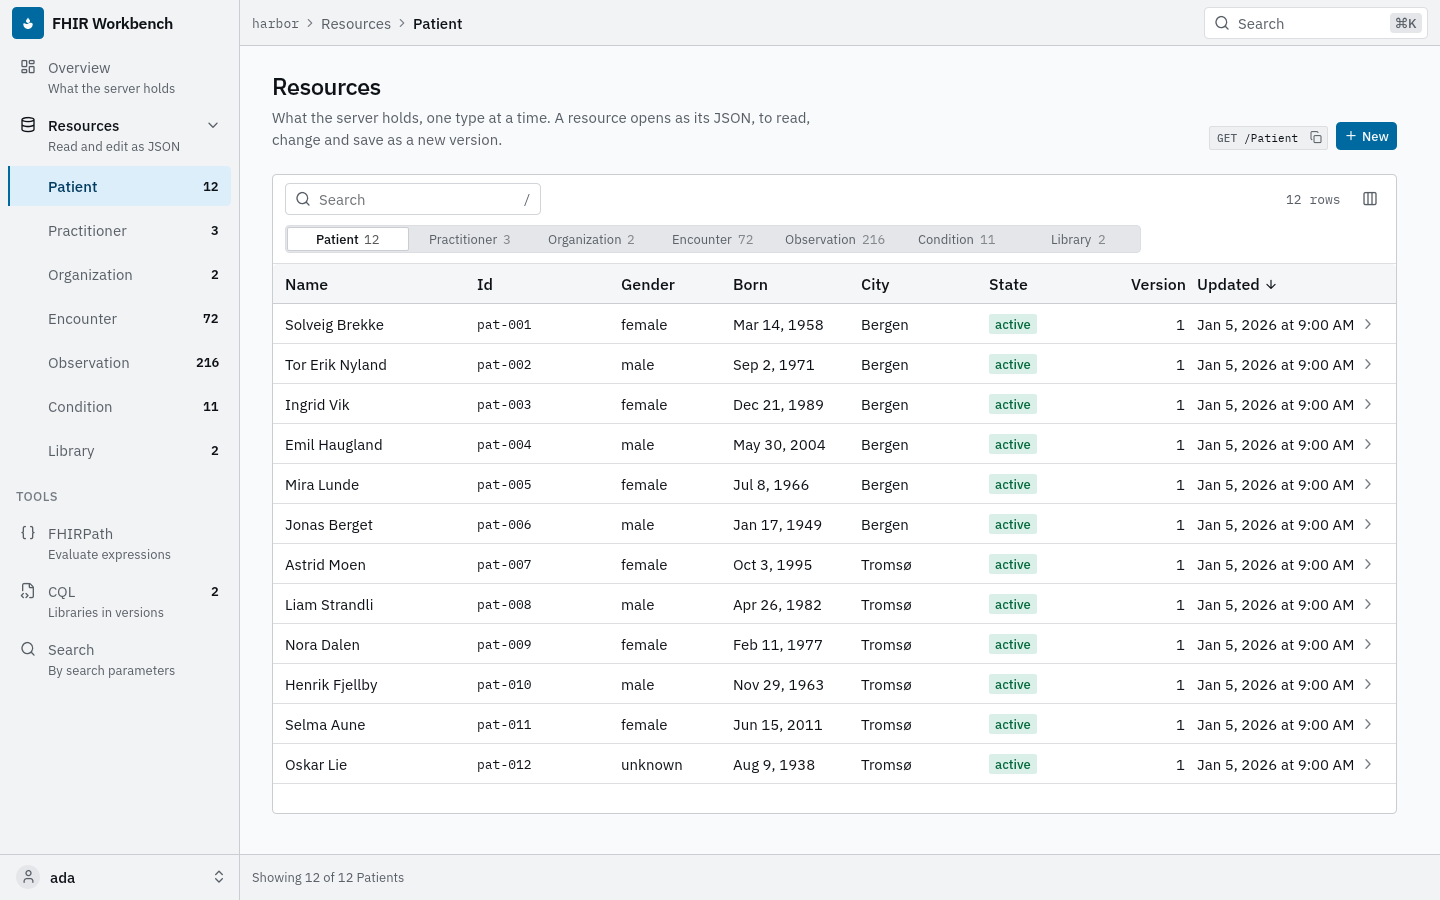 FHIR Workbench
Overview
What the server holds
Resources
Read and edit as JSON
Patient 12
Practitioner 3
Organization 2
Encounter 72
Observation 216
Condition 11
Library 2
TOOLS
FHIRPath
Evaluate expressions
CQL 2
Libraries in versions
Search
By search parameters
ada
harbor Resources Patient
Search ⌘K
Resources
What the server holds, one type at a time. A resource opens as its JSON, to read,
change and save as a new version.
GET /Patient
New
Search /
12 rows
Patient 12 Practitioner 3 Organization 2 Encounter 72 Observation 216 Condition 11 Library 2
Name Id Gender Born City State Version Updated ↓
Solveig Brekke pat-001 female Mar 14, 1958 Bergen active 1 Jan 5, 2026 at 9:00 AM
Tor Erik Nyland pat-002 male Sep 2, 1971 Bergen active 1 Jan 5, 2026 at 9:00 AM
Ingrid Vik pat-003 female Dec 21, 1989 Bergen active 1 Jan 5, 2026 at 9:00 AM
Emil Haugland pat-004 male May 30, 2004 Bergen active 1 Jan 5, 2026 at 9:00 AM
Mira Lunde pat-005 female Jul 8, 1966 Bergen active 1 Jan 5, 2026 at 9:00 AM
Jonas Berget pat-006 male Jan 17, 1949 Bergen active 1 Jan 5, 2026 at 9:00 AM
Astrid Moen pat-007 female Oct 3, 1995 Tromsø active 1 Jan 5, 2026 at 9:00 AM
Liam Strandli pat-008 male Apr 26, 1982 Tromsø active 1 Jan 5, 2026 at 9:00 AM
Nora Dalen pat-009 female Feb 11, 1977 Tromsø active 1 Jan 5, 2026 at 9:00 AM
Henrik Fjellby pat-010 male Nov 29, 1963 Tromsø active 1 Jan 5, 2026 at 9:00 AM
Selma Aune pat-011 female Jun 15, 2011 Tromsø active 1 Jan 5, 2026 at 9:00 AM
Oskar Lie pat-012 unknown Aug 9, 1938 Tromsø active 1 Jan 5, 2026 at 9:00 AM
Showing 12 of 12 Patients